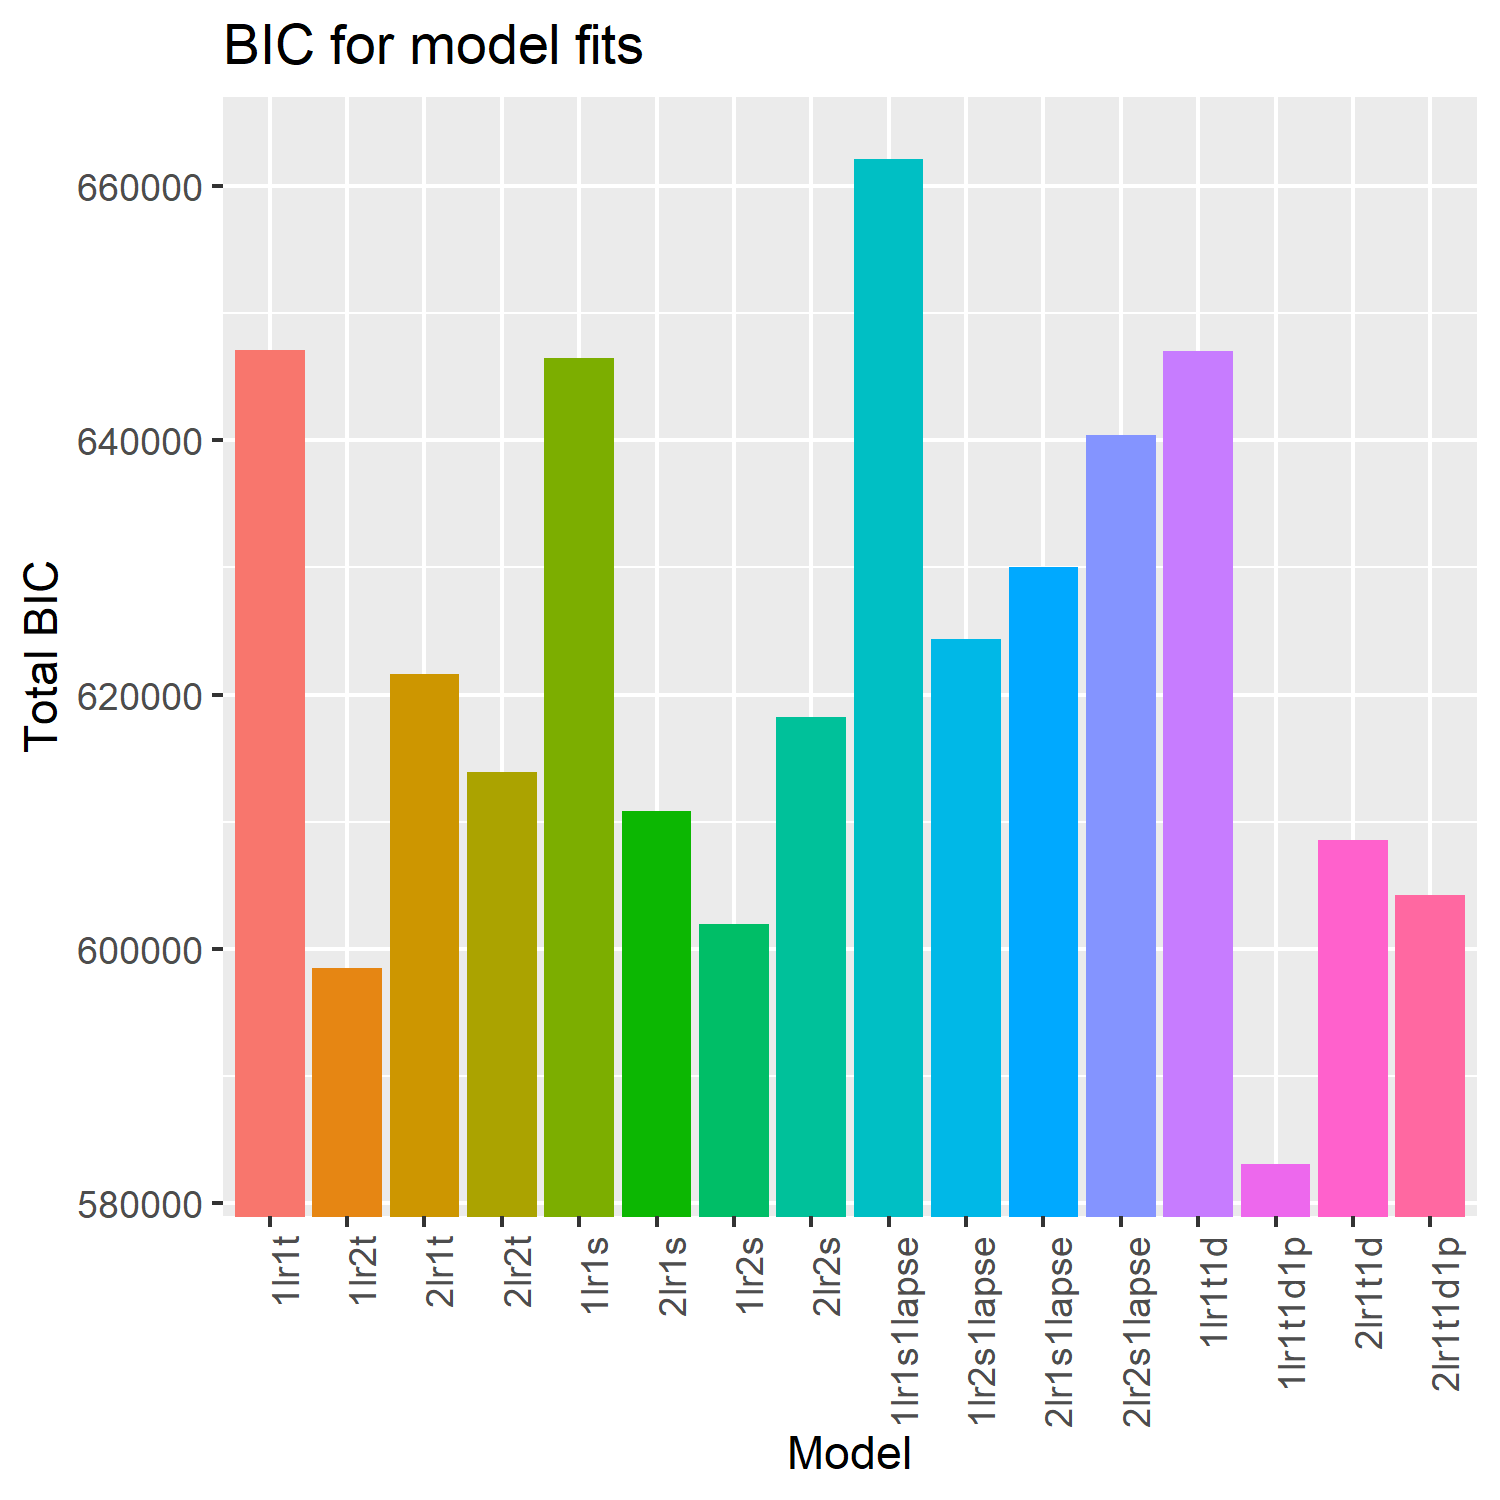 BIC for model fits
Total BIC
660000
640000
620000
600000
580000
1lr1t
1lr2t
2lr1t
2lr2t
1lr1s
2lr1s
1lr2s
2lr2s
1lr1s1lapse
1lr2s1lapse
2lr1s1lapse
2lr2s1lapse
1lr1t1d
1lr1t1d1p
2lr1t1d
2lr1t1d1p
Model